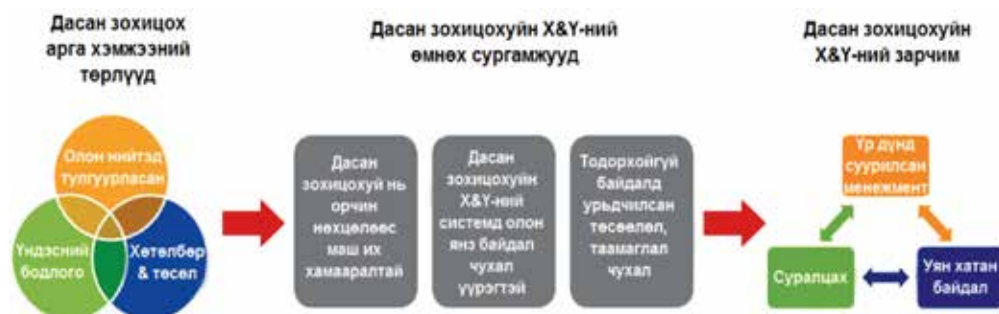 Дасан зохицох
арга хэмжээний
төрлүүд
Олон нийтэд
тулгуурласан
Үндэсний
бодлого
Хөтөлбөр
& төсөл
Дасан зохицохуйн X&Y-ний
өмнөх сургамжууд
Дасан
зохицохуй нь
орчин
нөхцөлөөс
маш их
хамааралтай
Дасан
зохицохуйн
X&Y-ний
системд олон
янз байдал
чухал
үүрэгтэй
Тодорхойгүй
байдалд
урьдчилсан
төсөөлөл,
таамаглал
чухал
Дасан зохицохуйн
X&Y-ний зарчим
Үр дүнд
суурилсан
менежмент
Суралцах
Уян хатан
байдал